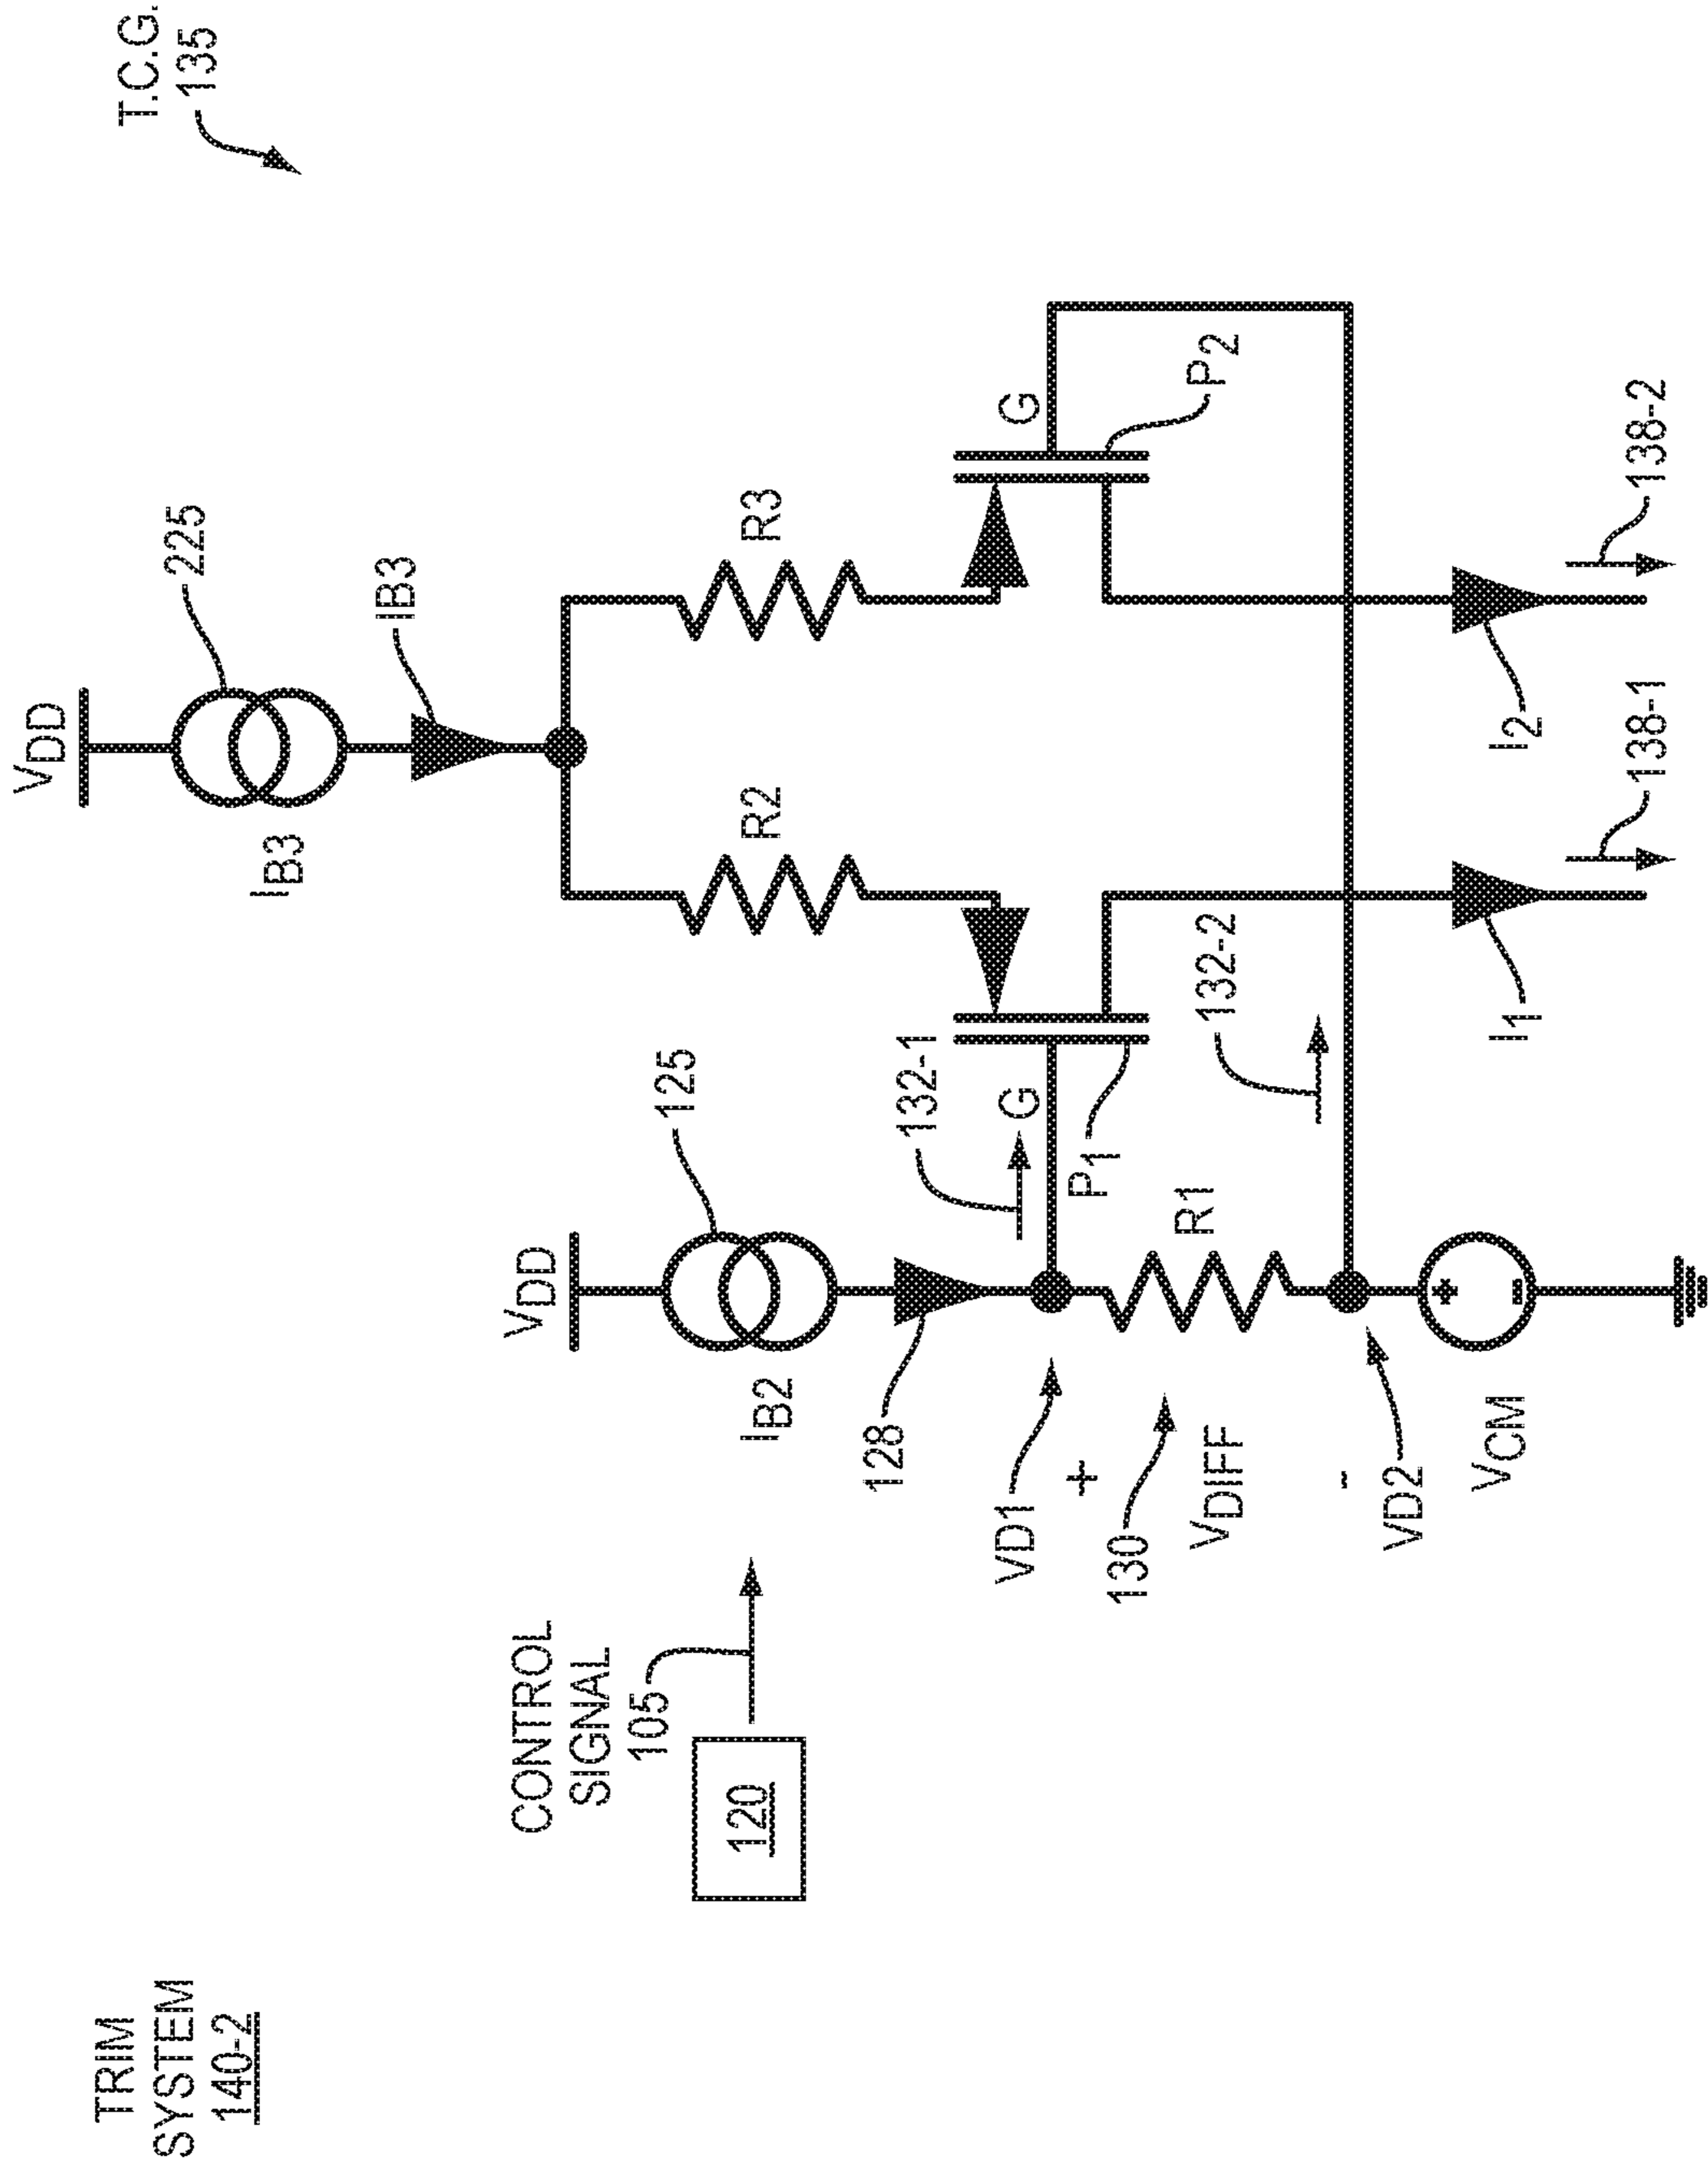 TRIM
SYSTEM
140-2
T.C.G.
135
VDD
225
IB3
IB3
R2
R3
CONTROL
SIGNAL
105
120
VDD
125
IB2
128
132-1
G
P1
G
P2
VD1
+
130
VDIFF
-
R1
132-2
VD2
VCM
+
-
I1
138-1
I2
138-2